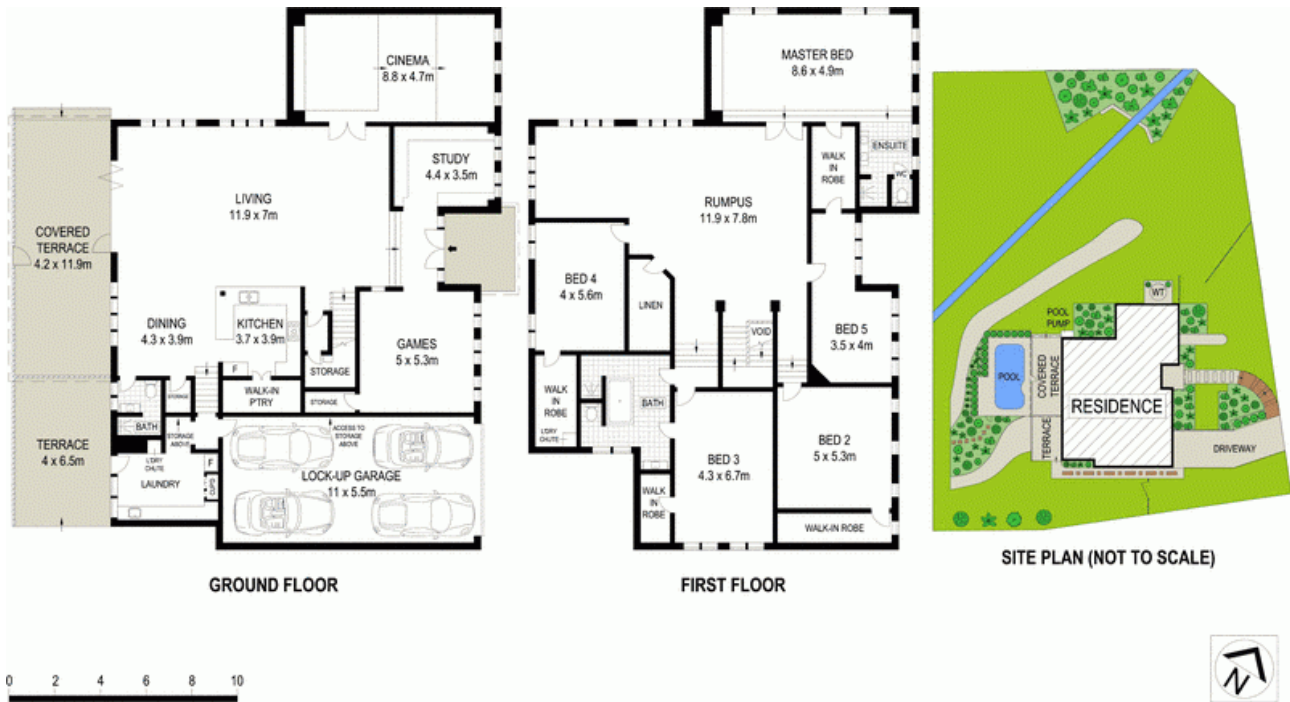 CINEMA
8.8 x 4.7m
STUDY
4.4 x 3.5m
LIVING
11.9 x 7m
COVERED
TERRACE
4.2 x 11.9m
DINING
4.3 x 3.9m
KITCHEN
3.7 x 3.9m
F
GAMES
5 x 5.3m
STORAGE
STORAGE
WALK-IN
P'TRY
STORAGE
BATH
STORAGE
ABOVE
ACCESS TO
STORAGE
ABOVE
TERRACE
4 x 6.5m
L'DRY
CHUTE
LAUNDRY
F
CUPS
LOCK-UP GARAGE
11 x 5.5m
GROUND FLOOR
MASTER BED
8.6 x 4.9m
ENSUITE
WC
WALK
IN
ROBE
RUMPUS
11.9 x 7.8m
BED 4
4 x 5.6m
LINEN
VOID
BED 5
3.5 x 4m
WALK
IN
ROBE
L'DRY
CHUTE
BATH
BED 3
4.3 x 6.7m
BED 2
5 x 5.3m
WALK
IN
ROBE
WALK-IN ROBE
FIRST FLOOR
WT
POOL
PUMP
POOL
COVERED
TERRACE
RESIDENCE
TERRACE
DRIVEWAY
SITE PLAN (NOT TO SCALE)
0 2 4 6 8 10
N